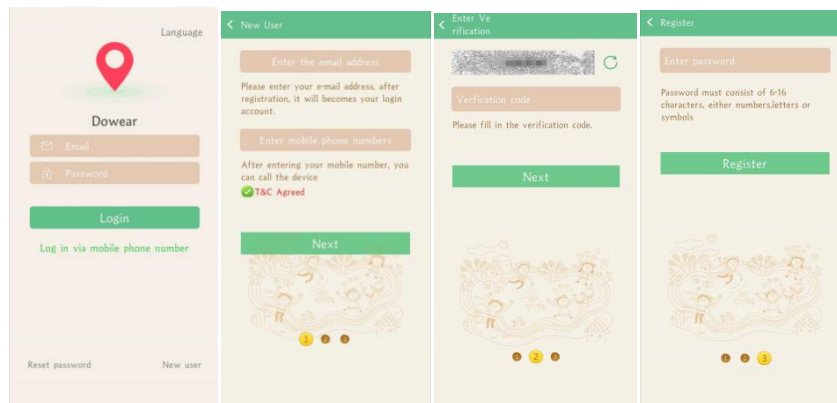 Language
Dowear
Email
Password
Login
Log in via mobile phone number
Reset password
New user
New User
Enter the email address
Please enter your e-mail address, after
registration, it will becomes your login
account.
Enter mobile phone numbers
After entering your mobile number, you
can call the device
T&C Agreed
Next
1 2 3
Enter Ve
rification
Verfication code
Please fill in the verification code.
Next
1 2 3
Register
Enter password
Password must consist of 6-16
characters, either numbers,letters or
symbols
Register
1 2 3